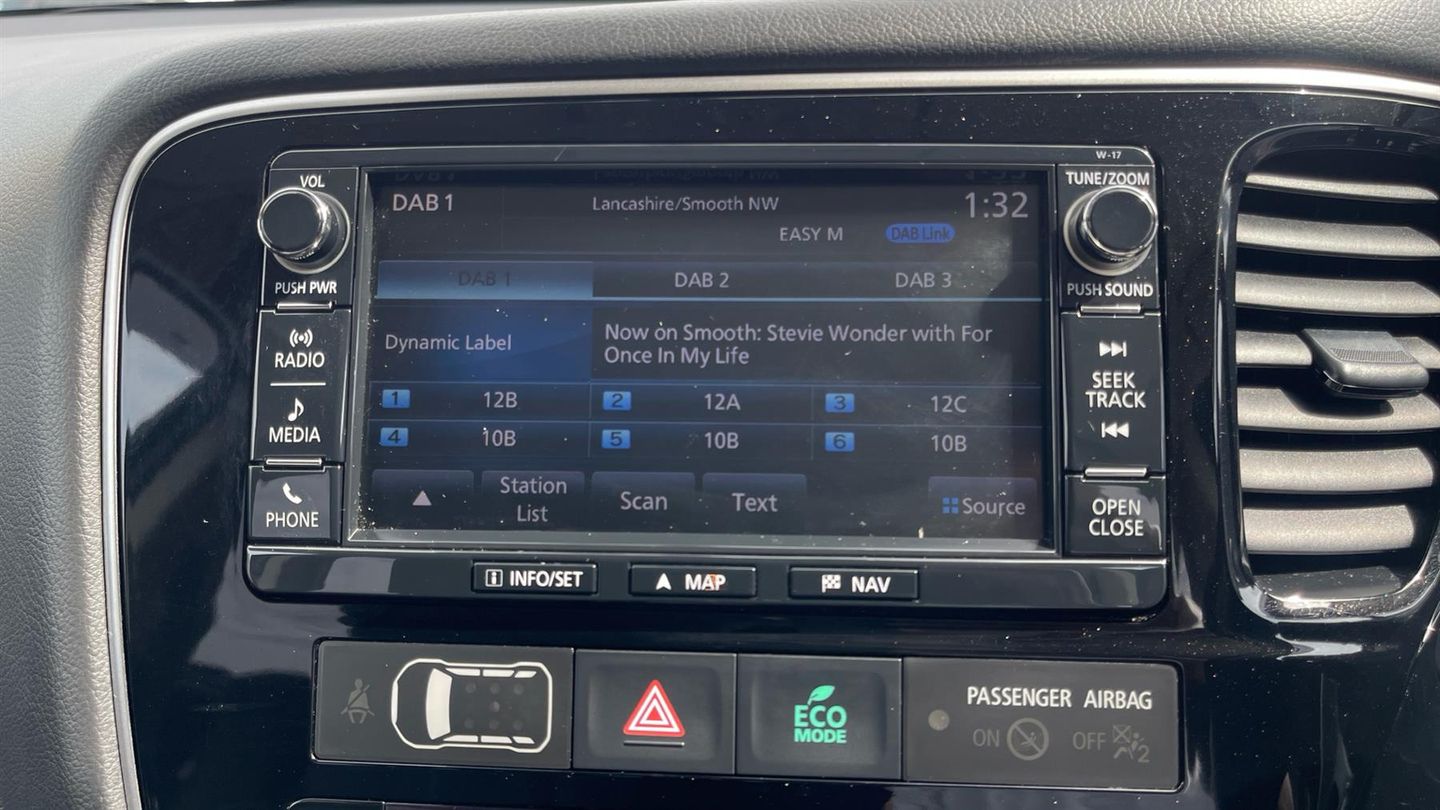 W-17
VOL
TUNE/ZOOM
DAB 1
Lancashire/Smooth NW
1:32
EASY M
DAB Link
PUSH PWR
DAB 1
DAB 2
DAB 3
PUSH SOUND
RADIO
Dynamic Label
Now on Smooth: Stevie Wonder with For
Once In My Life
SEEK
TRACK
MEDIA
1 12B
2 12A
3 12C
4 10B
5 10B
6 10B
PHONE
Station
List
Scan
Text
Source
OPEN
CLOSE
INFO/SET
MAP
NAV
ECO
MODE
PASSENGER AIRBAG
ON
OFF
2